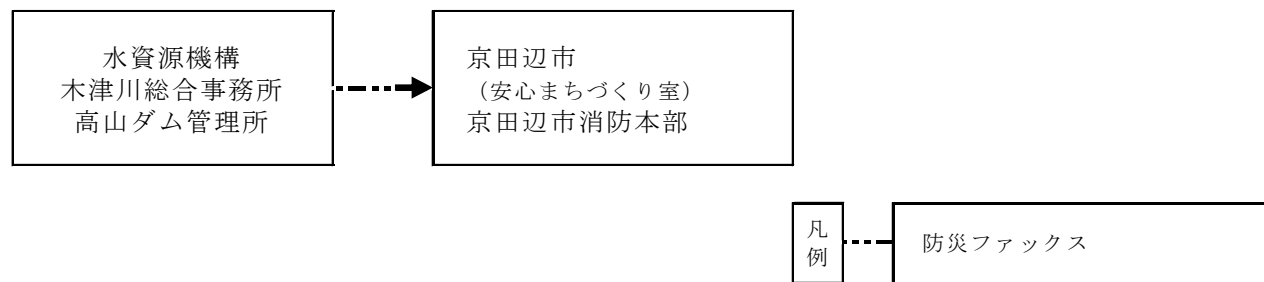 水資源機構
木津川総合事務所
高山ダム管理所
京田辺市
（安心まちづくり室）
京田辺市消防本部
凡例
防災ファックス